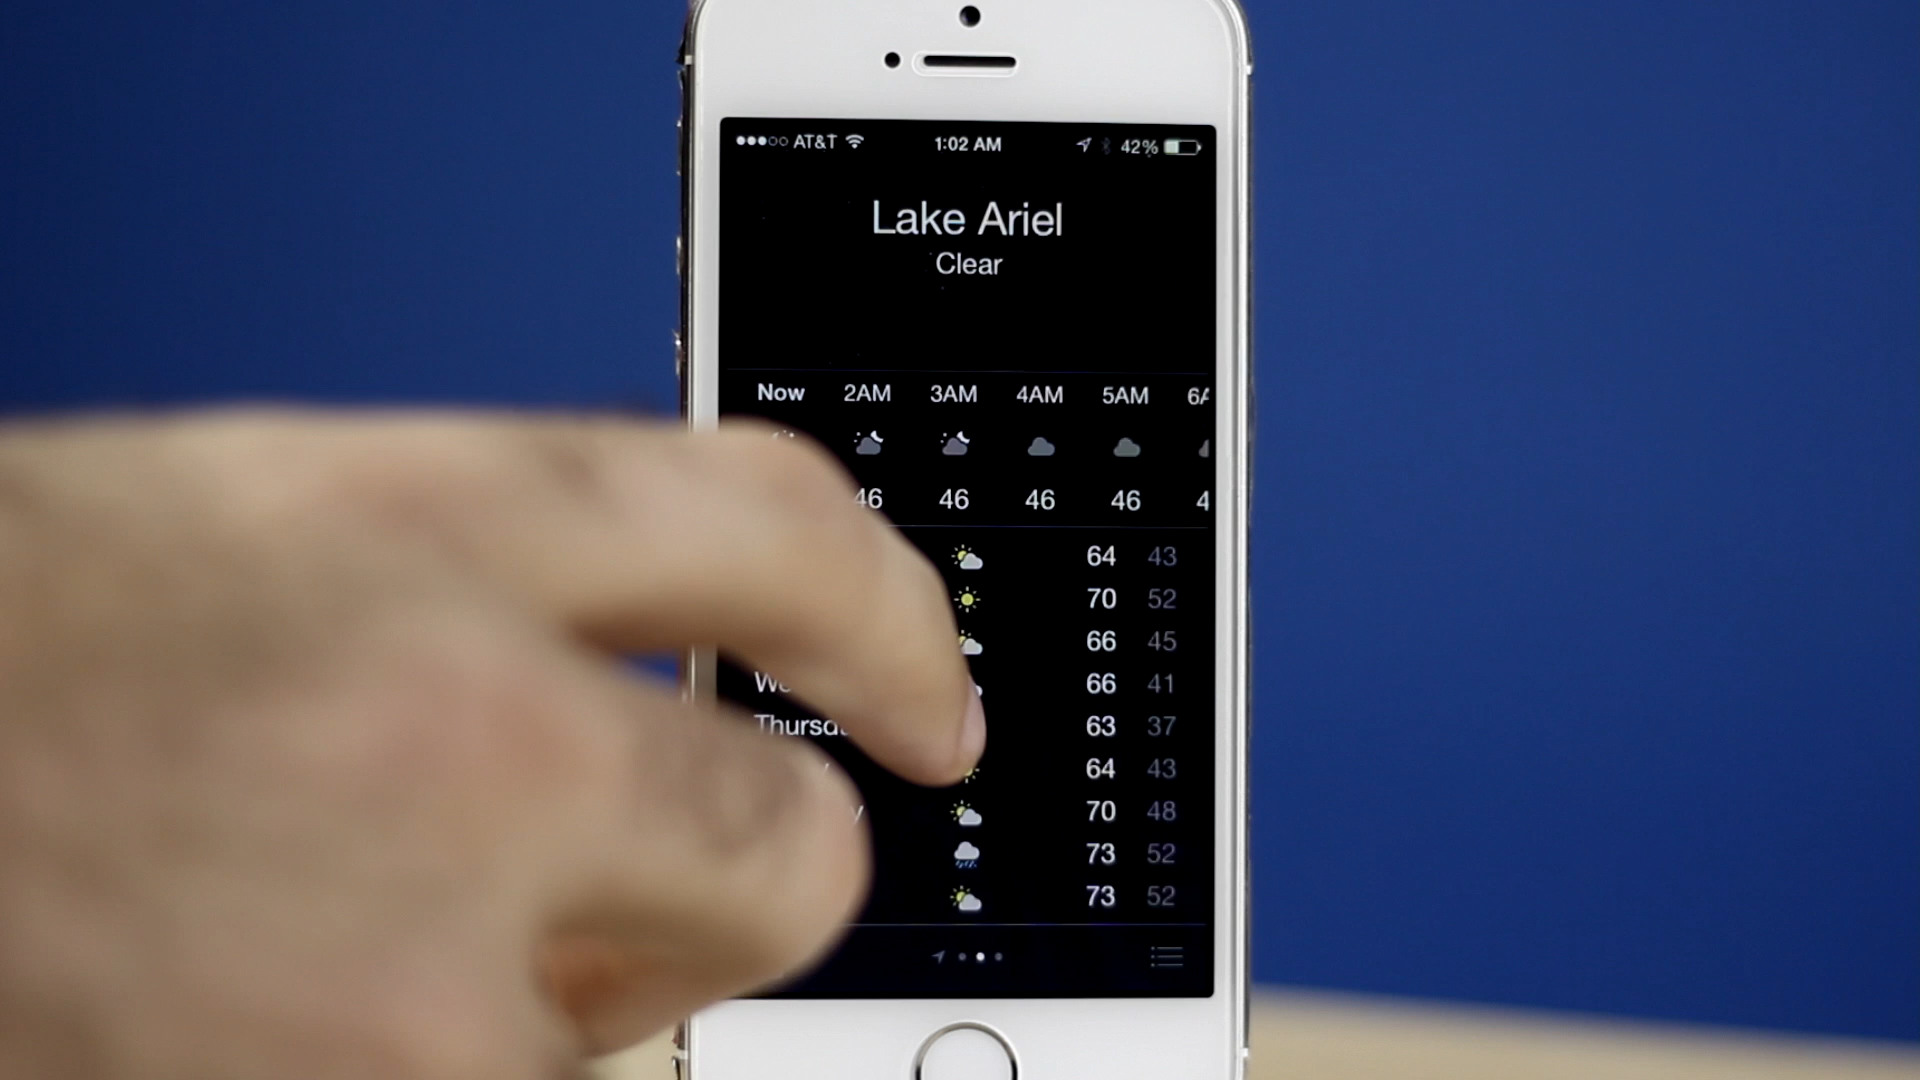 AT&T 1:02 AM 42%
Lake Ariel
Clear
Now 2AM 3AM 4AM 5AM
46 46 46 46
64 43
70 52
66 45
66 41
63 37
64 43
70 48
73 52
73 52